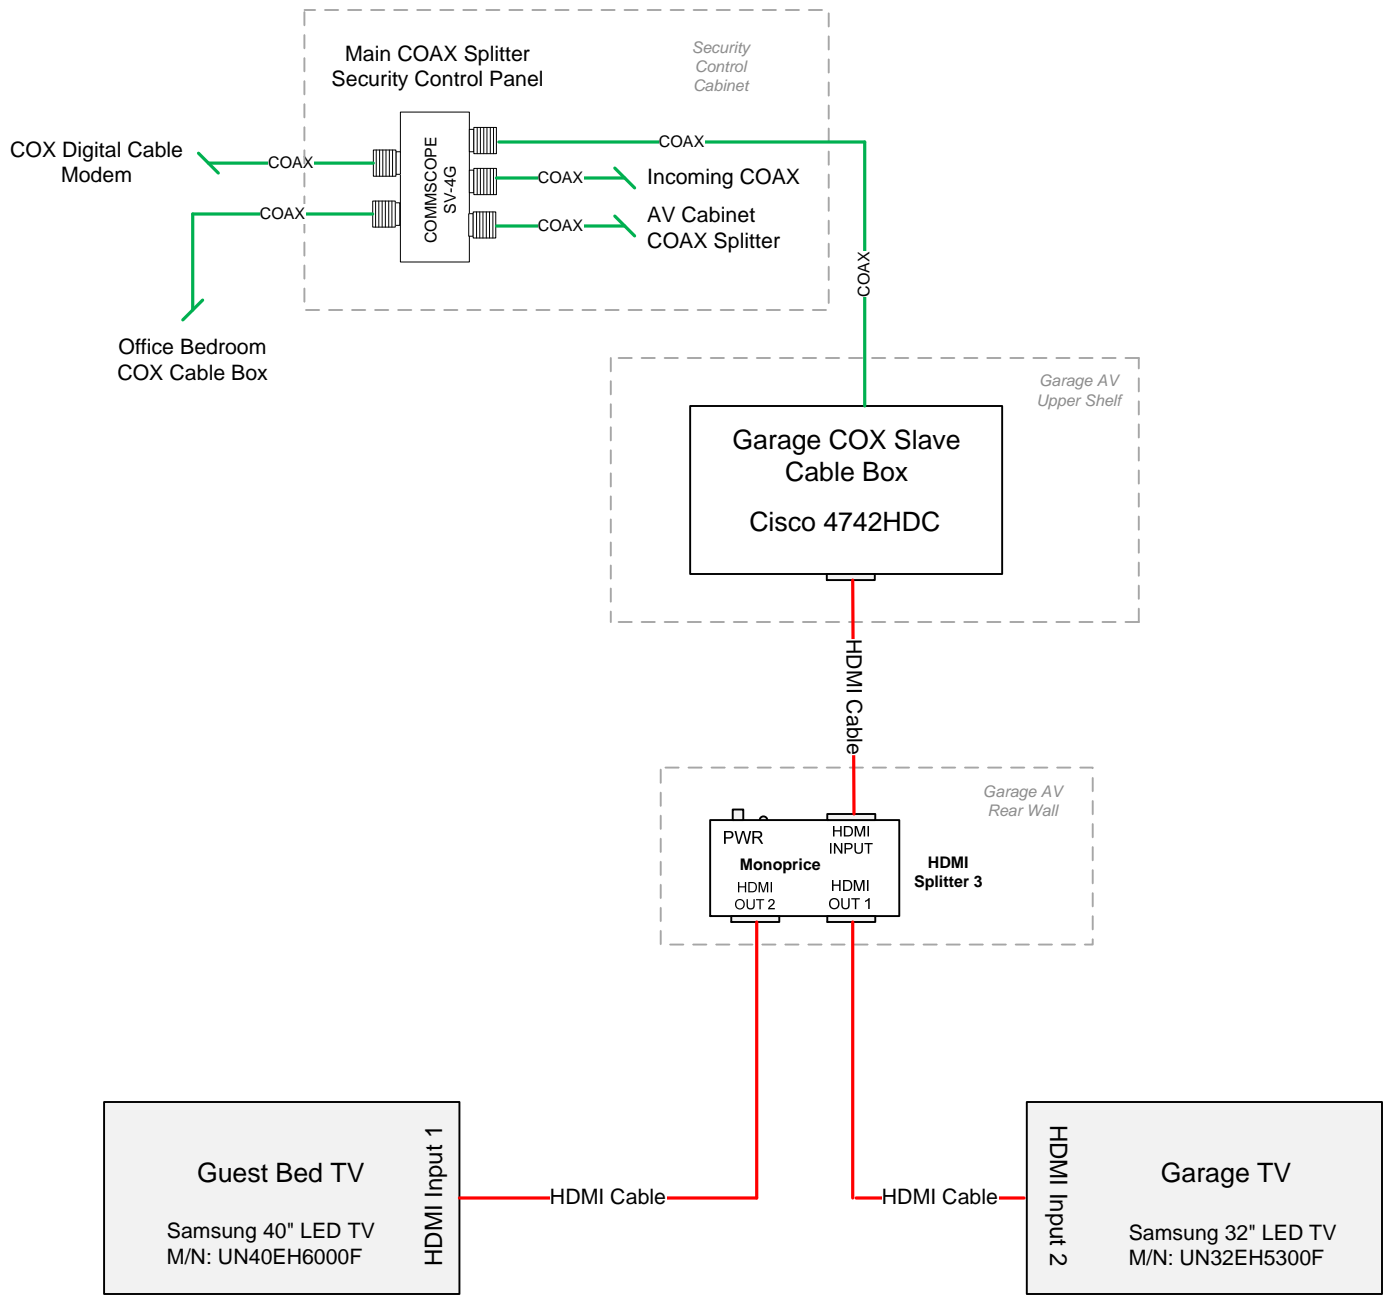 Main COAX Splitter
Security Control Panel
Security
Control
Cabinet
COX Digital Cable
Modem
COAX
COAX
COMMSCOPE
SV-4G
COAX
COAX
Incoming COAX
COAX
AV Cabinet
COAX Splitter
COAX
Office Bedroom
COX Cable Box
Garage AV
Upper Shelf
Garage COX Slave
Cable Box
Cisco 4742HDC
HDMI Cable
Garage AV
Rear Wall
PWR
HDMI
INPUT
Monoprice
HDMI
OUT 2
HDMI
OUT 1
HDMI
Splitter 3
Guest Bed TV
Samsung 40" LED TV
M/N: UN40EH6000F
HDMI Input 1
HDMI Cable
HDMI Cable
HDMI Input 2
Garage TV
Samsung 32" LED TV
M/N: UN32EH5300F